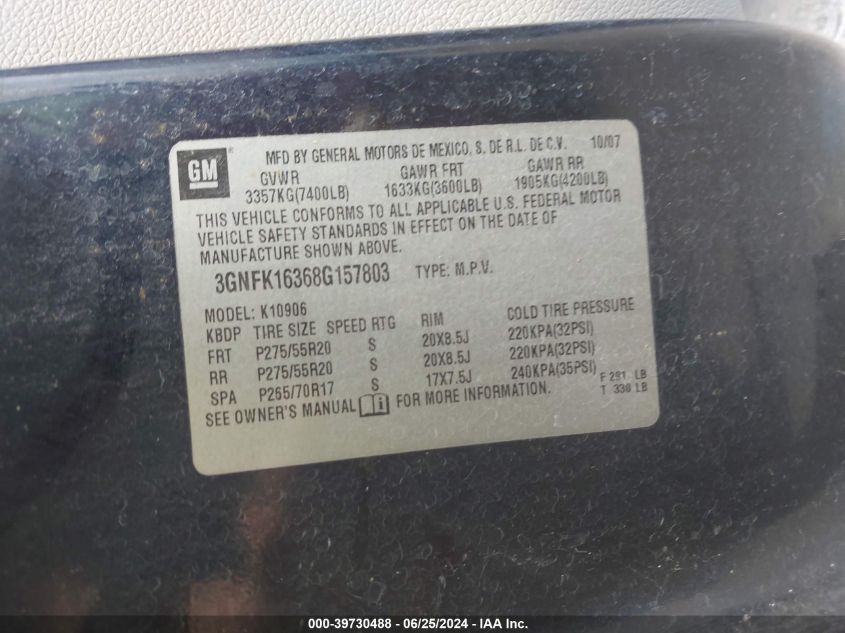 GM ® MFD BY GENERAL MOTORS DE MEXICO, S. DE R.L. DE C.V. 10/07
GVWR GAWR FRT GAWR RR
3357KG(7400LB) 1633KG(3600LB) 1905KG(4200LB)
THIS VEHICLE CONFORMS TO ALL APPLICABLE U.S. FEDERAL MOTOR
VEHICLE SAFETY STANDARDS IN EFFECT ON THE DATE OF
MANUFACTURE SHOWN ABOVE.
3GNFK16368G157803 TYPE: M.P.V.
MODEL: K10906
KBDP TIRE SIZE SPEED RTG RIM COLD TIRE PRESSURE
FRT P275/55R20 S 20X8.5J 220KPA(32PSI)
RR P275/55R20 S 20X8.5J 220KPA(32PSI)
SPA P265/70R17 S 17X7.5J 240KPA(35PSI) F 291 LB
SEE OWNER'S MANUAL FOR MORE INFORMATION. T 330 LB
000-39730488 - 06/25/2024 - IAA Inc.